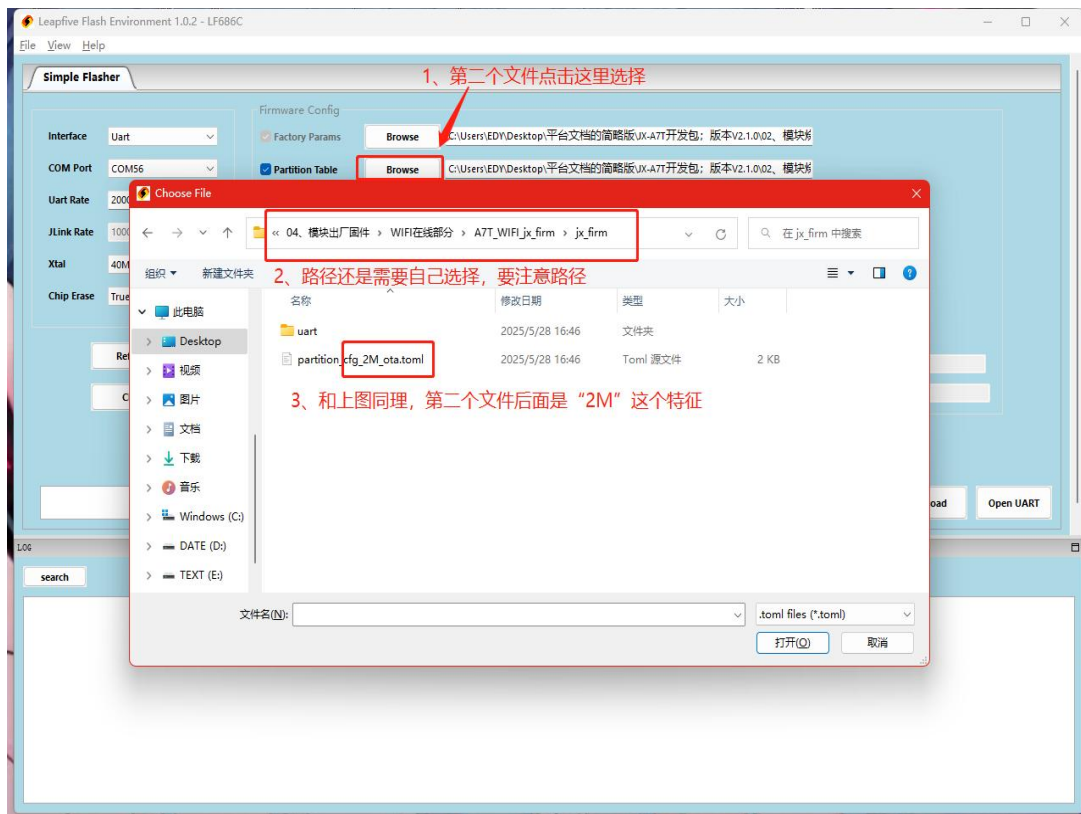 Leapfive Flash Environment 1.0.2 - LF686C
File View Help
Simple Flasher
1、第二个文件点击这里选择
Firmware Config
Interface Uart
Factory Params Browse C:\Users\EDY\Desktop\平台文档的简略版\JX-A7T开发包；版本V2.1.0\02、模块烧
COM Port COM56
Partition Table Browse C:\Users\EDY\Desktop\平台文档的简略版\JX-A7T开发包；版本V2.1.0\02、模块烧
Uart Rate 2000
JLink Rate 1000
Xtal 40M
Chip Erase True
Choose File
« 04、模块出厂固件 › WIFI在线部分 › A7T_WIFI_jx_firm › jx_firm
在 jx_firm 中搜索
组织 新建文件夹
2、路径还是需要自己选择，要注意路径
名称 修改日期 类型 大小
此电脑
Desktop
视频
图片
文档
下载
音乐
Windows (C:)
DATE (D:)
TEXT (E:)
uart 2025/5/28 16:46 文件夹
partition_cfg_2M_ota.toml 2025/5/28 16:46 Toml 源文件 2 KB
3、和上图同理，第二个文件后面是“2M”这个特征
文件名(N):
.toml files (*.toml)
打开(O) 取消
Open UART
LOG
search